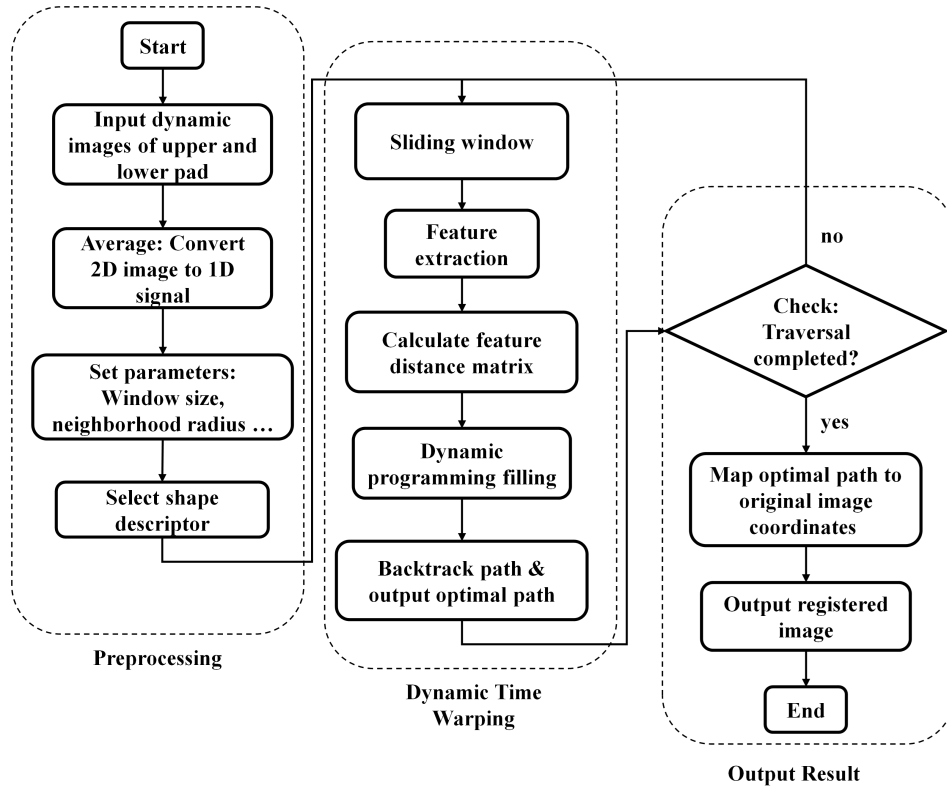 Start
Input dynamic
images of upper and
lower pad
Average: Convert
2D image to 1D
signal
Set parameters:
Window size,
neighborhood radius …
Select shape
descriptor
Preprocessing
Sliding window
Feature
extraction
Calculate feature
distance matrix
Dynamic
programming filling
Backtrack path &
output optimal path
Dynamic Time
Warping
no
Check:
Traversal
completed?
yes
Map optimal path to
original image
coordinates
Output registered
image
End
Output Result